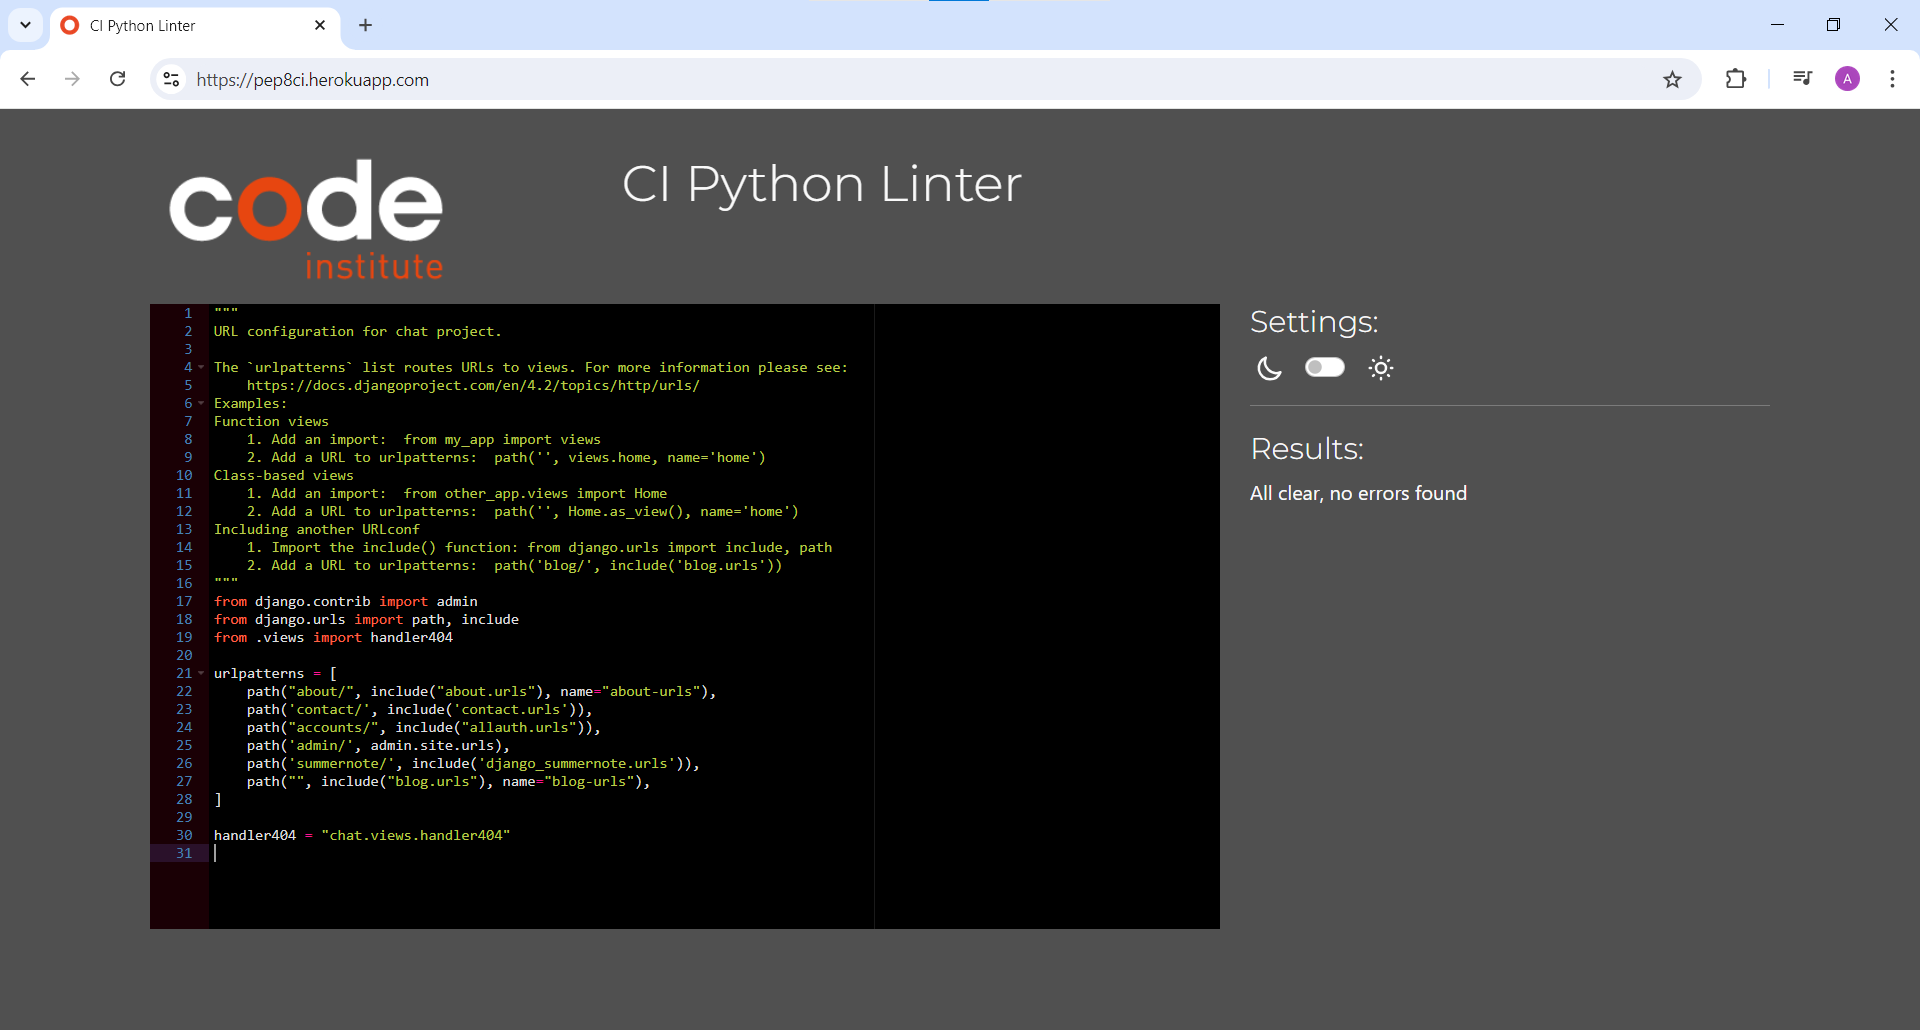 CI Python Linter
https://pep8ci.herokuapp.com
A
code
institute
CI Python Linter
1 """
2 URL configuration for chat project.
3
4 The `urlpatterns` list routes URLs to views. For more information please see:
5     https://docs.djangoproject.com/en/4.2/topics/http/urls/
6 Examples:
7 Function views
8     1. Add an import:  from my_app import views
9     2. Add a URL to urlpatterns:  path('', views.home, name='home')
10 Class-based views
11     1. Add an import:  from other_app.views import Home
12     2. Add a URL to urlpatterns:  path('', Home.as_view(), name='home')
13 Including another URLconf
14     1. Import the include() function: from django.urls import include, path
15     2. Add a URL to urlpatterns:  path('blog/', include('blog.urls'))
16 """
17 from django.contrib import admin
18 from django.urls import path, include
19 from .views import handler404
20
21 urlpatterns = [
22     path("about/", include("about.urls"), name="about-urls"),
23     path('contact/', include('contact.urls')),
24     path("accounts/", include("allauth.urls")),
25     path('admin/', admin.site.urls),
26     path('summernote/', include('django_summernote.urls')),
27     path("", include("blog.urls"), name="blog-urls"),
28 ]
29
30 handler404 = "chat.views.handler404"
31
Settings:
Results:
All clear, no errors found